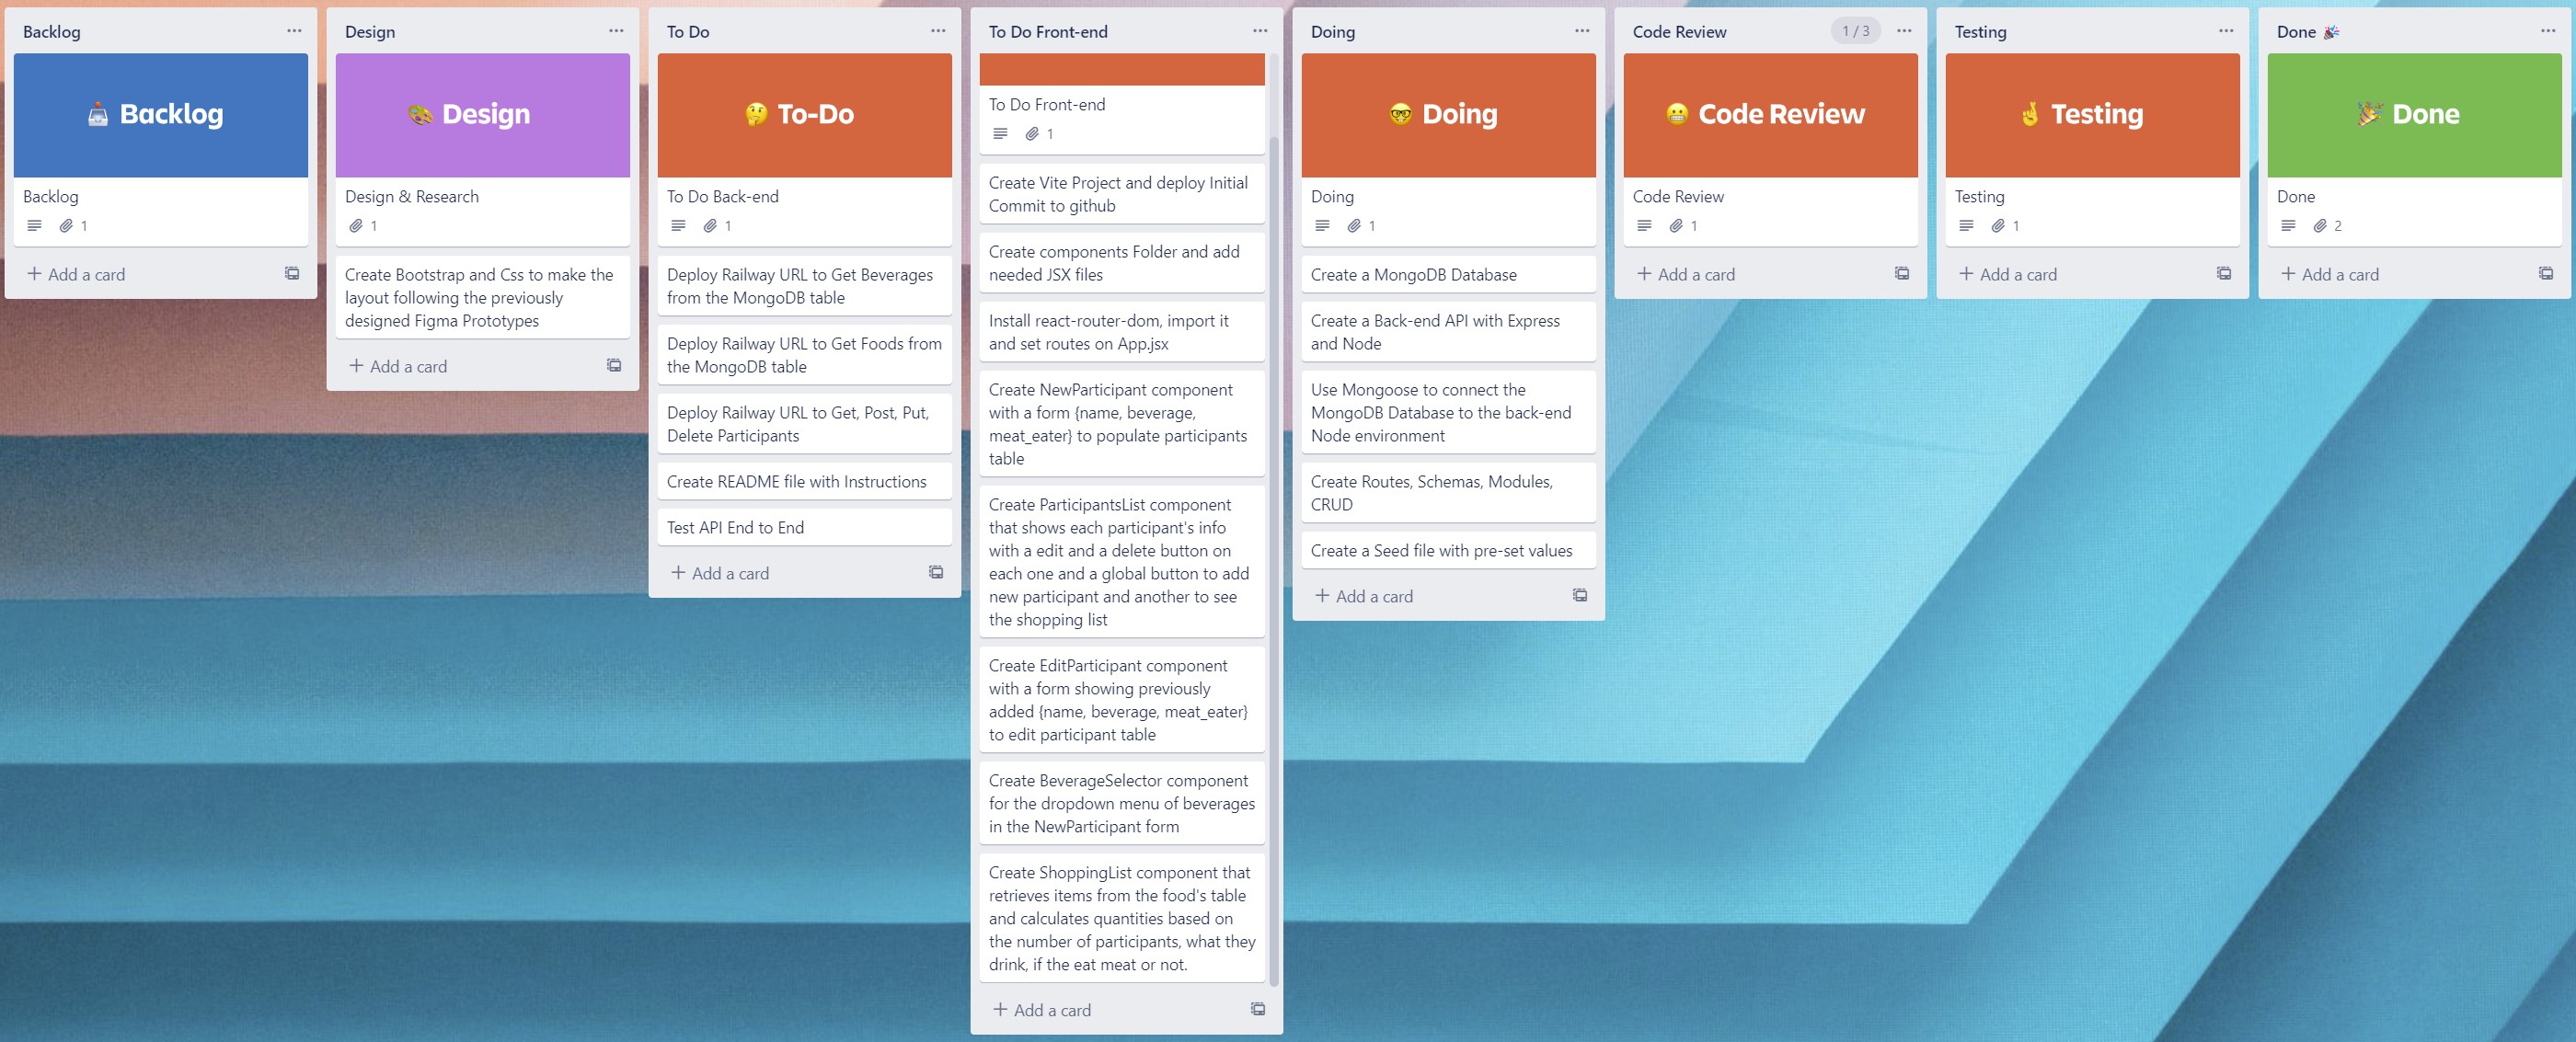 Backlog
Backlog
Backlog
1
Add a card
Design
Design
Design & Research
1
Create Bootstrap and Css to make the
layout following the previously
designed Figma Prototypes
Add a card
To Do
To-Do
To Do Back-end
1
Deploy Railway URL to Get Beverages
from the MongoDB table
Deploy Railway URL to Get Foods from
the MongoDB table
Deploy Railway URL to Get, Post, Put,
Delete Participants
Create README file with Instructions
Test API End to End
Add a card
To Do Front-end
To Do Front-end
1
Create Vite Project and deploy Initial
Commit to github
Create components Folder and add
needed JSX files
Install react-router-dom, import it
and set routes on App.jsx
Create NewParticipant component
with a form {name, beverage,
meat_eater} to populate participants
table
Create ParticipantsList component
that shows each participant's info
with a edit and a delete button on
each one and a global button to add
new participant and another to see
the shopping list
Create EditParticipant component
with a form showing previously
added {name, beverage, meat_eater}
to edit participant table
Create BeverageSelector component
for the dropdown menu of beverages
in the NewParticipant form
Create ShoppingList component that
retrieves items from the food's table
and calculates quantities based on
the number of participants, what they
drink, if the eat meat or not.
Add a card
Doing
Doing
Doing
1
Create a MongoDB Database
Create a Back-end API with Express
and Node
Use Mongoose to connect the
MongoDB Database to the back-end
Node environment
Create Routes, Schemas, Modules,
CRUD
Create a Seed file with pre-set values
Add a card
Code Review
1 / 3
Code Review
Code Review
1
Add a card
Testing
Testing
Testing
1
Add a card
Done
Done
Done
2
Add a card